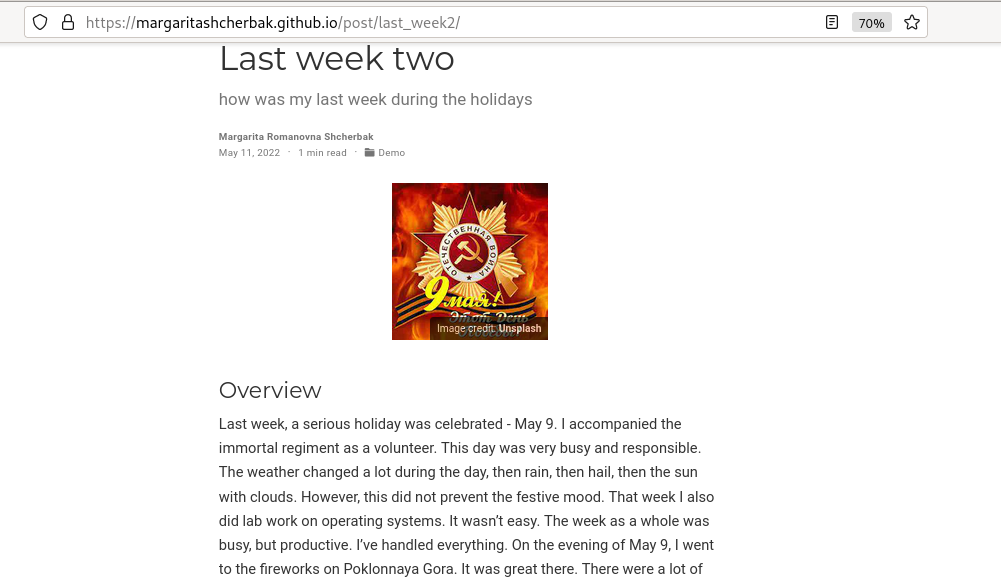 https://margaritashcherbak.github.io/post/last_week2/
70%
Last week two
how was my last week during the holidays
Margarita Romanovna Shcherbak
May 11, 2022 · 1 min read · Demo
ОТЕЧЕСТВЕННАЯ ВОЙНА
9 мая!
Этот День
Image credit: Unsplash
Overview
Last week, a serious holiday was celebrated - May 9. I accompanied the
immortal regiment as a volunteer. This day was very busy and responsible.
The weather changed a lot during the day, then rain, then hail, then the sun
with clouds. However, this did not prevent the festive mood. That week I also
did lab work on operating systems. It wasn’t easy. The week as a whole was
busy, but productive. I’ve handled everything. On the evening of May 9, I went
to the fireworks on Poklonnaya Gora. It was great there. There were a lot of